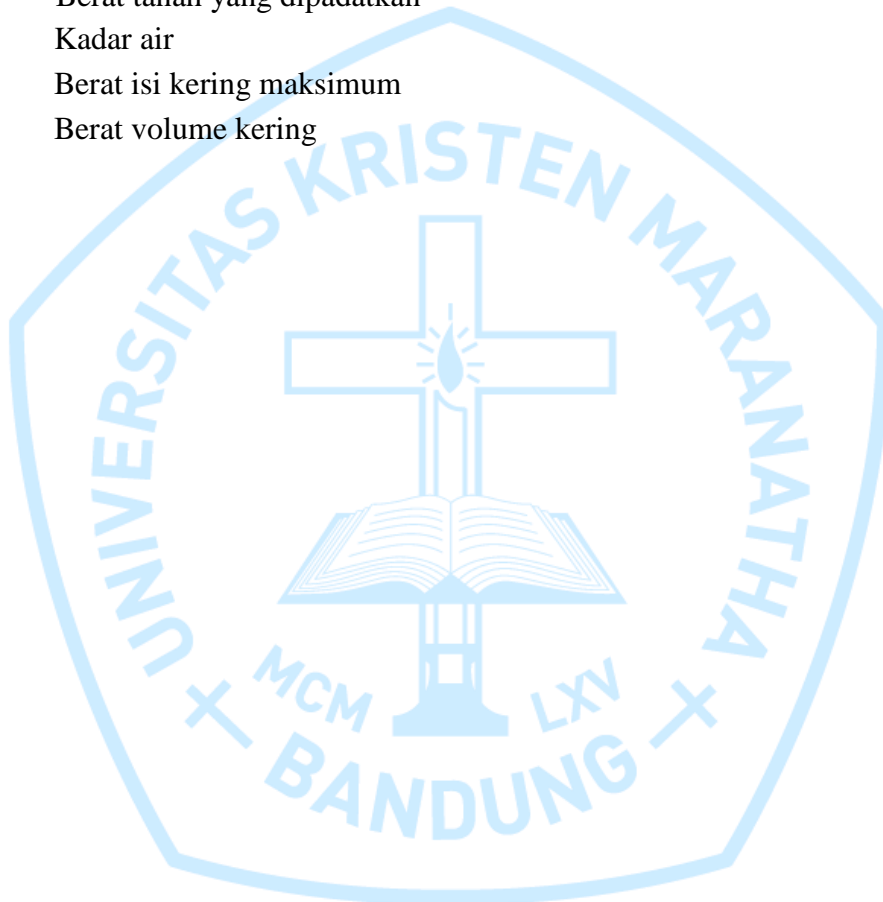 Berat tanah yang dipadatkan
Kadar air
Berat isi kering maksimum
Berat volume kering
UNIVERSITAS KRISTEN MARANATHA
MCM LXV
BANDUNG